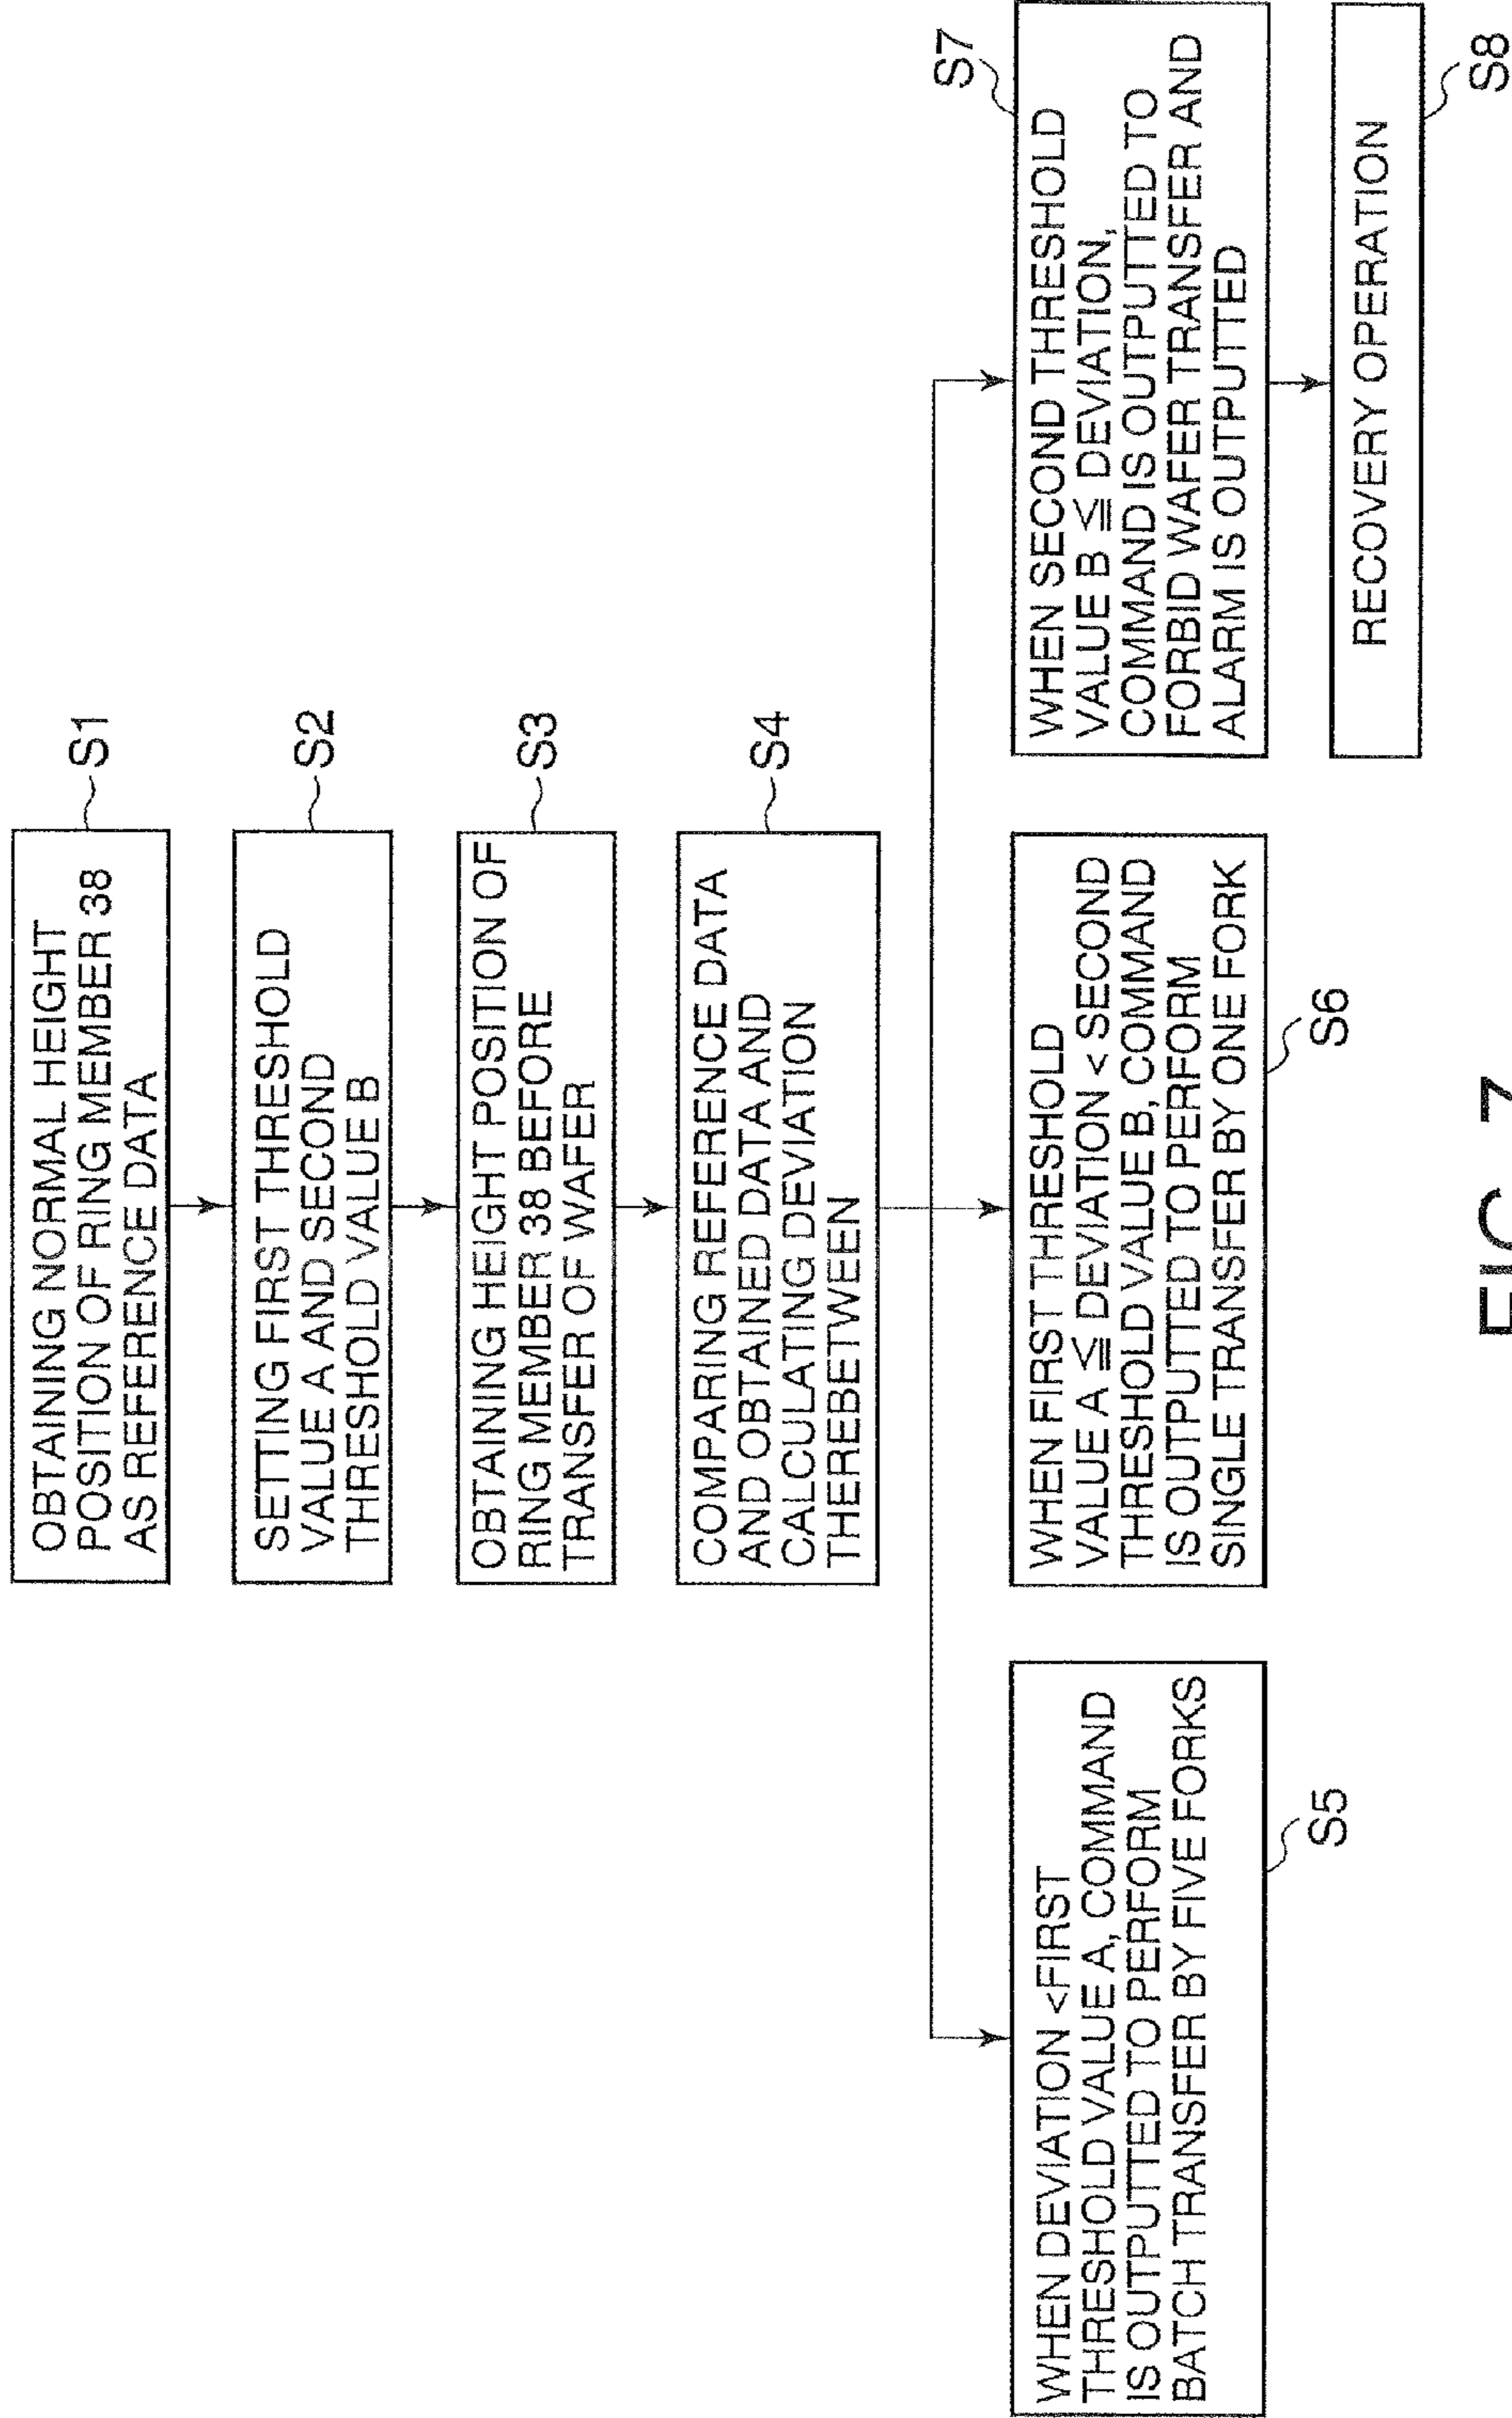 OBTAINING NORMAL HEIGHT
POSITION OF RING MEMBER 38
AS REFERENCE DATA
S1
SETTING FIRST THRESHOLD
VALUE A AND SECOND
THRESHOLD VALUE B
S2
OBTAINING HEIGHT POSITION OF
RING MEMBER 38 BEFORE
TRANSFER OF WAFER
S3
COMPARING REFERENCE DATA
AND OBTAINED DATA AND
CALCULATING DEVIATION
THEREBETWEEN
S4
WHEN DEVIATION <FIRST
THRESHOLD VALUE A, COMMAND
IS OUTPUTTED TO PERFORM
BATCH TRANSFER BY FIVE FORKS
S5
WHEN FIRST THRESHOLD
VALUE A ≦ DEVIATION < SECOND
THRESHOLD VALUE B, COMMAND
IS OUTPUTTED TO PERFORM
SINGLE TRANSFER BY ONE FORK
S6
WHEN SECOND THRESHOLD
VALUE B ≦ DEVIATION,
COMMAND IS OUTPUTTED TO
FORBID WAFER TRANSFER AND
ALARM IS OUTPUTTED
S7
RECOVERY OPERATION
S8
FIG. 7